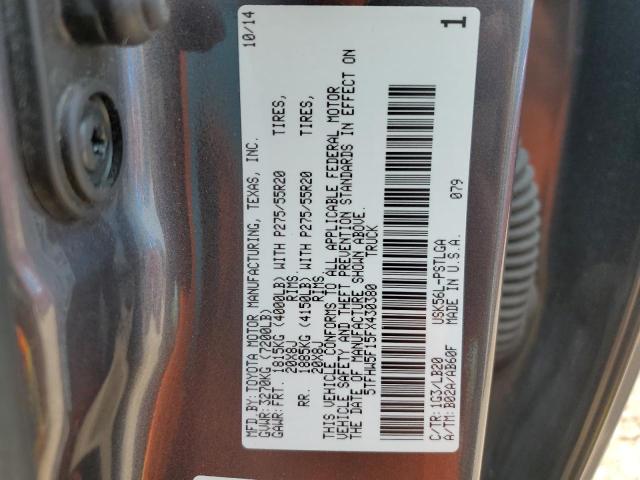 MFD. BY: TOYOTA MOTOR MANUFACTURING, TEXAS, INC. 10/14
GVWR: 3270KG (7200LB)
GAWR: FRT. 1815KG (4000LB) WITH P275/55R20 TIRES,
20X8J RIMS,
RR. 1885KG (4150LB) WITH P275/55R20 TIRES,
20X8J RIMS.
THIS VEHICLE CONFORMS TO ALL APPLICABLE FEDERAL MOTOR
VEHICLE SAFETY AND THEFT PREVENTION STANDARDS IN EFFECT ON
THE DATE OF MANUFACTURE SHOWN ABOVE.
5TFHW5F15FX430380 TRUCK
USK56L-PSTLGA
C/TR: 1G3/LB20 MADE IN U.S.A.
A/TM: B02A/AB60F 079
1